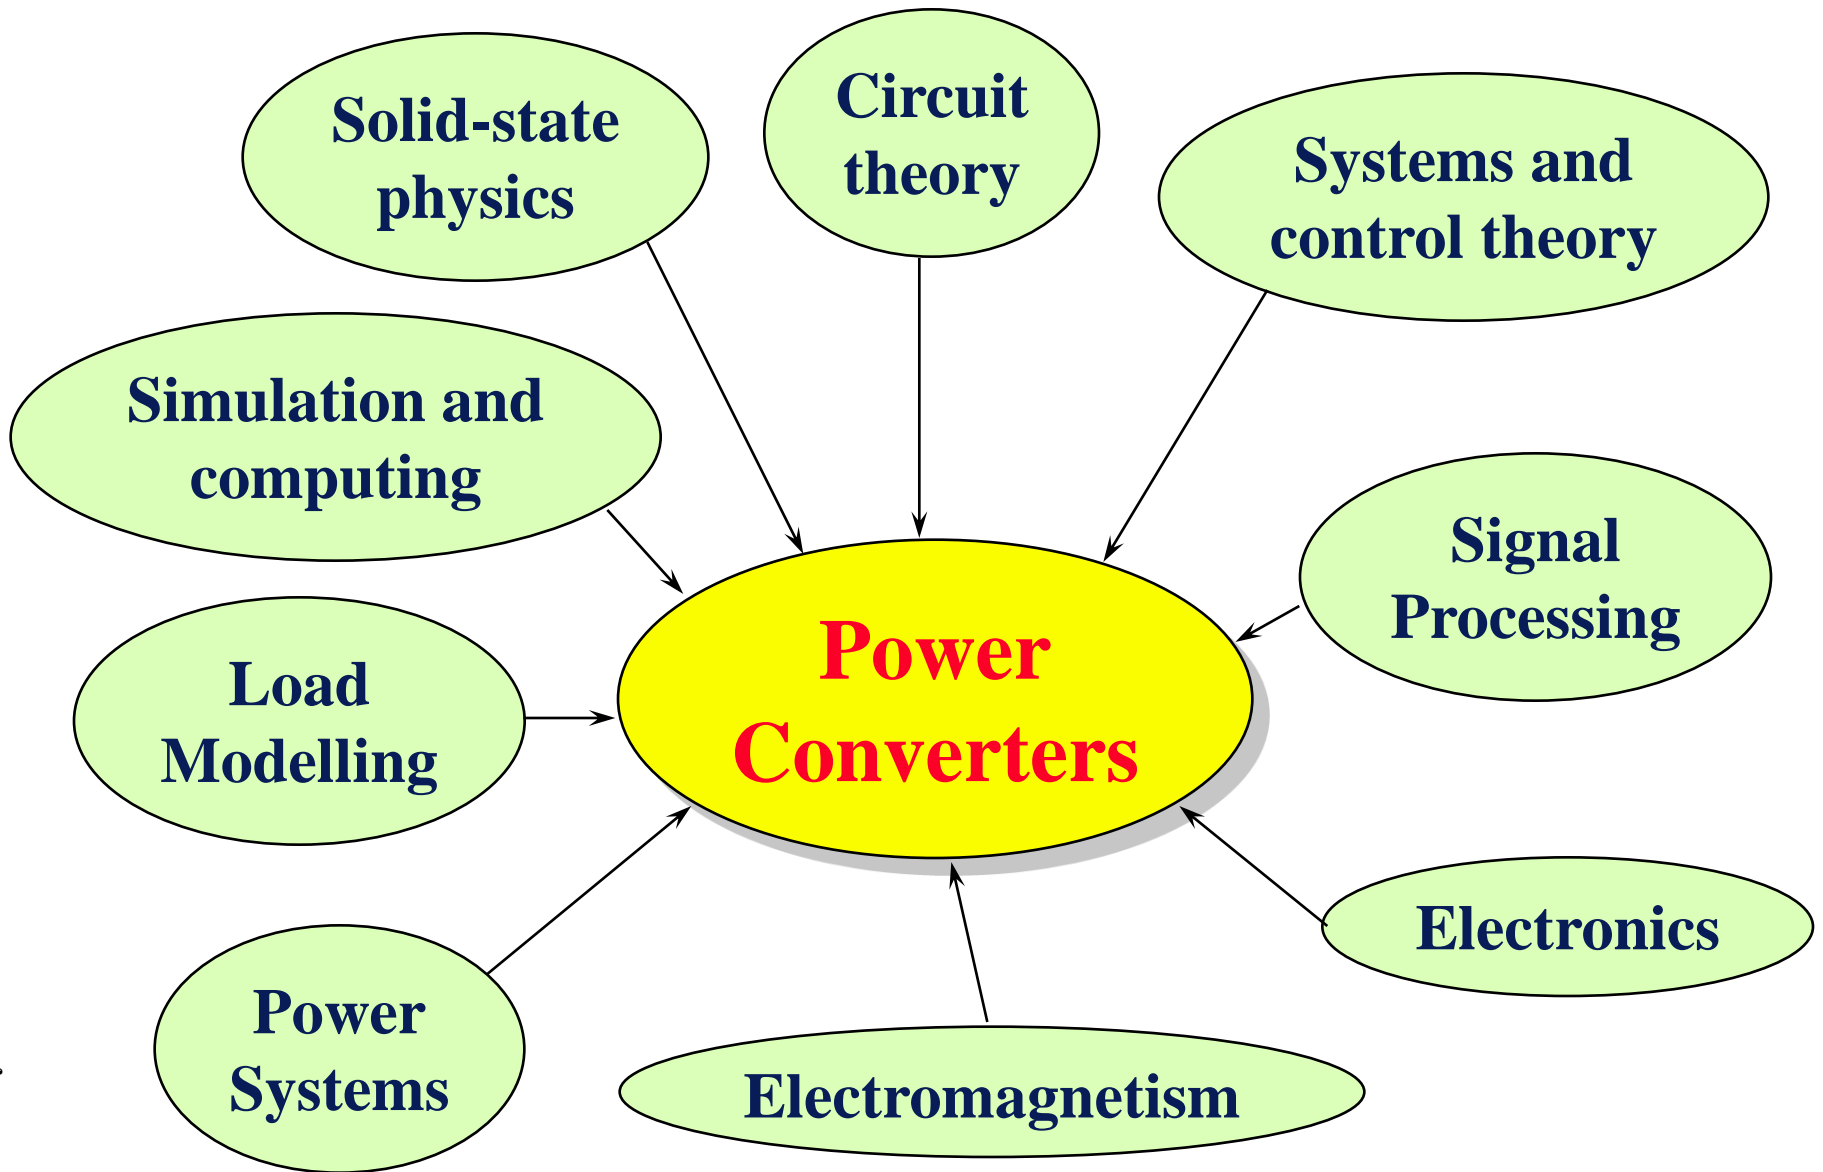 Solid-state
physics
Circuit
theory
Systems and
control theory
Simulation and
computing
Signal
Processing
Power
Converters
Load
Modelling
Electronics
Power
Systems
Electromagnetism